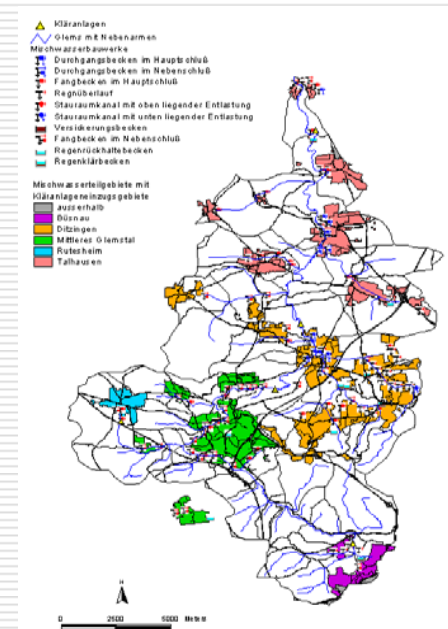 Kläranlagen
Glems mit Nebenarmen
Mischwasserbauwerke
Durchgangsbecken im Hauptschluß
Durchgangsbecken im Nebenschluß
Fangbecken im Hauptschluß
Regnüberlauf
Stauraumkanal mit oben liegender Entlastung
Stauraumkanal mit unten liegender Entlastung
Versickerungsbecken
Fangbecken im Nebenschluß
Regenrückhaltebecken
Regenklärbecken
Mischwasserteilgebiete mit
Kläranlageneinzugsgebiete
ausserhalb
Büsnau
Ditzingen
Mittleres Glemstal
Rutesheim
Talhausen
N
0 2500 5000 Meters